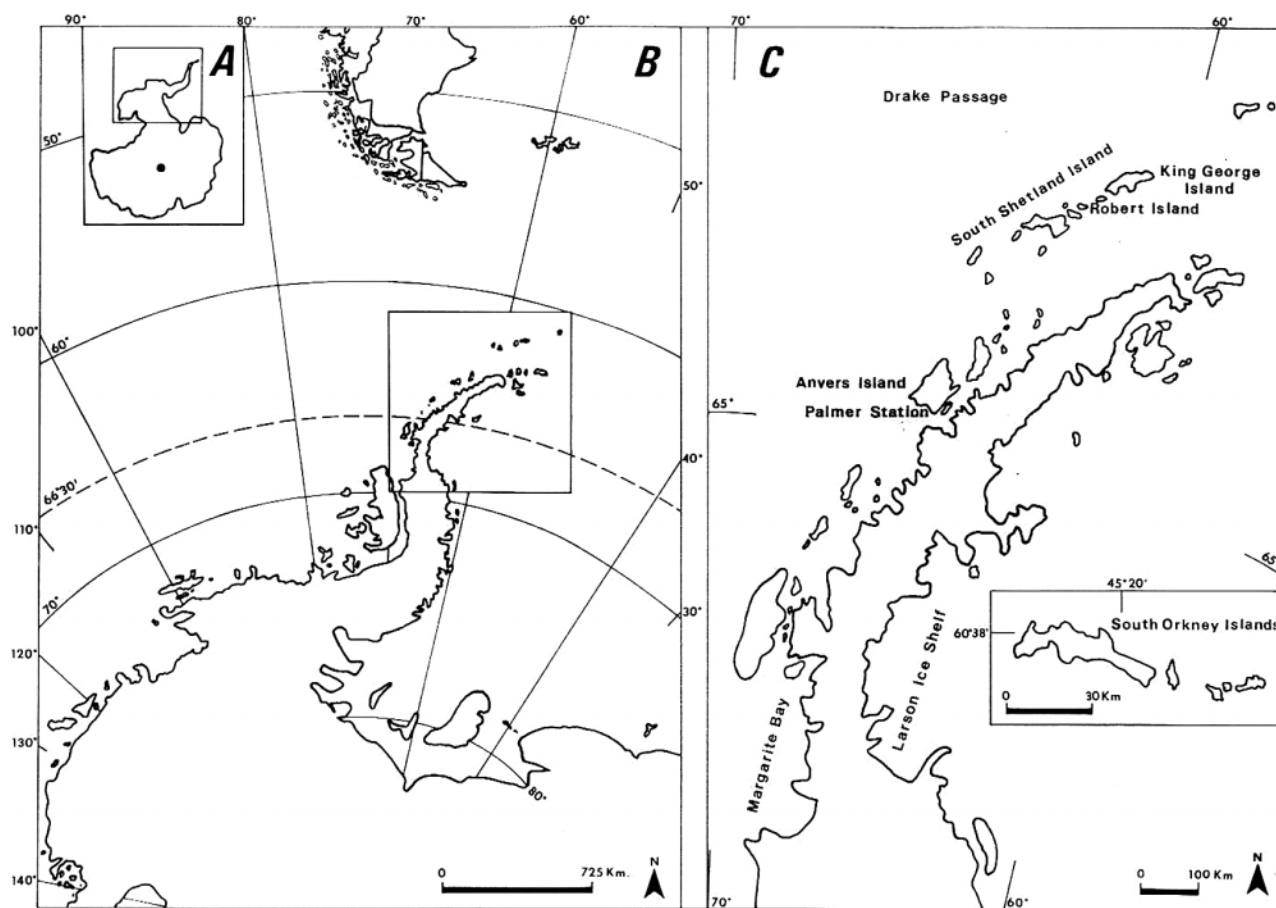 90°
80°
70°
60°
A
B
50°
100°
60°
66°30'
110°
70°
120°
130°
140°
50°
40°
30°
80°
0 725 Km.
N
70°
60°
C
Drake Passage
South Shetland Island
King George
Island
Robert Island
Anvers Island
Palmer Station
65°
65°
Margarite Bay
Larson Ice Shelf
45°20'
60°38'
South Orkney Islands
0 30 Km
70°
60°
0 100 Km
N